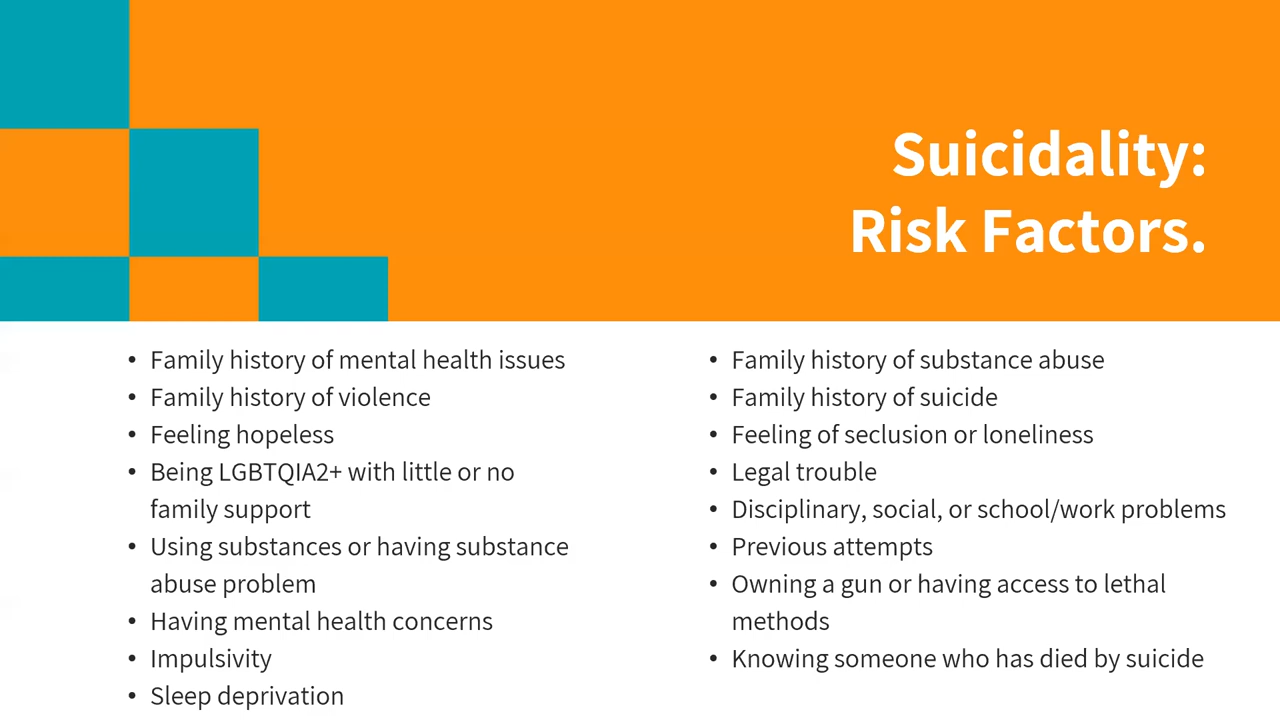 Suicidality:
Risk Factors.
• Family history of mental health issues
• Family history of violence
• Feeling hopeless
• Being LGBTQIA2+ with little or no
family support
• Using substances or having substance
abuse problem
• Having mental health concerns
• Impulsivity
• Sleep deprivation
• Family history of substance abuse
• Family history of suicide
• Feeling of seclusion or loneliness
• Legal trouble
• Disciplinary, social, or school/work problems
• Previous attempts
• Owning a gun or having access to lethal
methods
• Knowing someone who has died by suicide